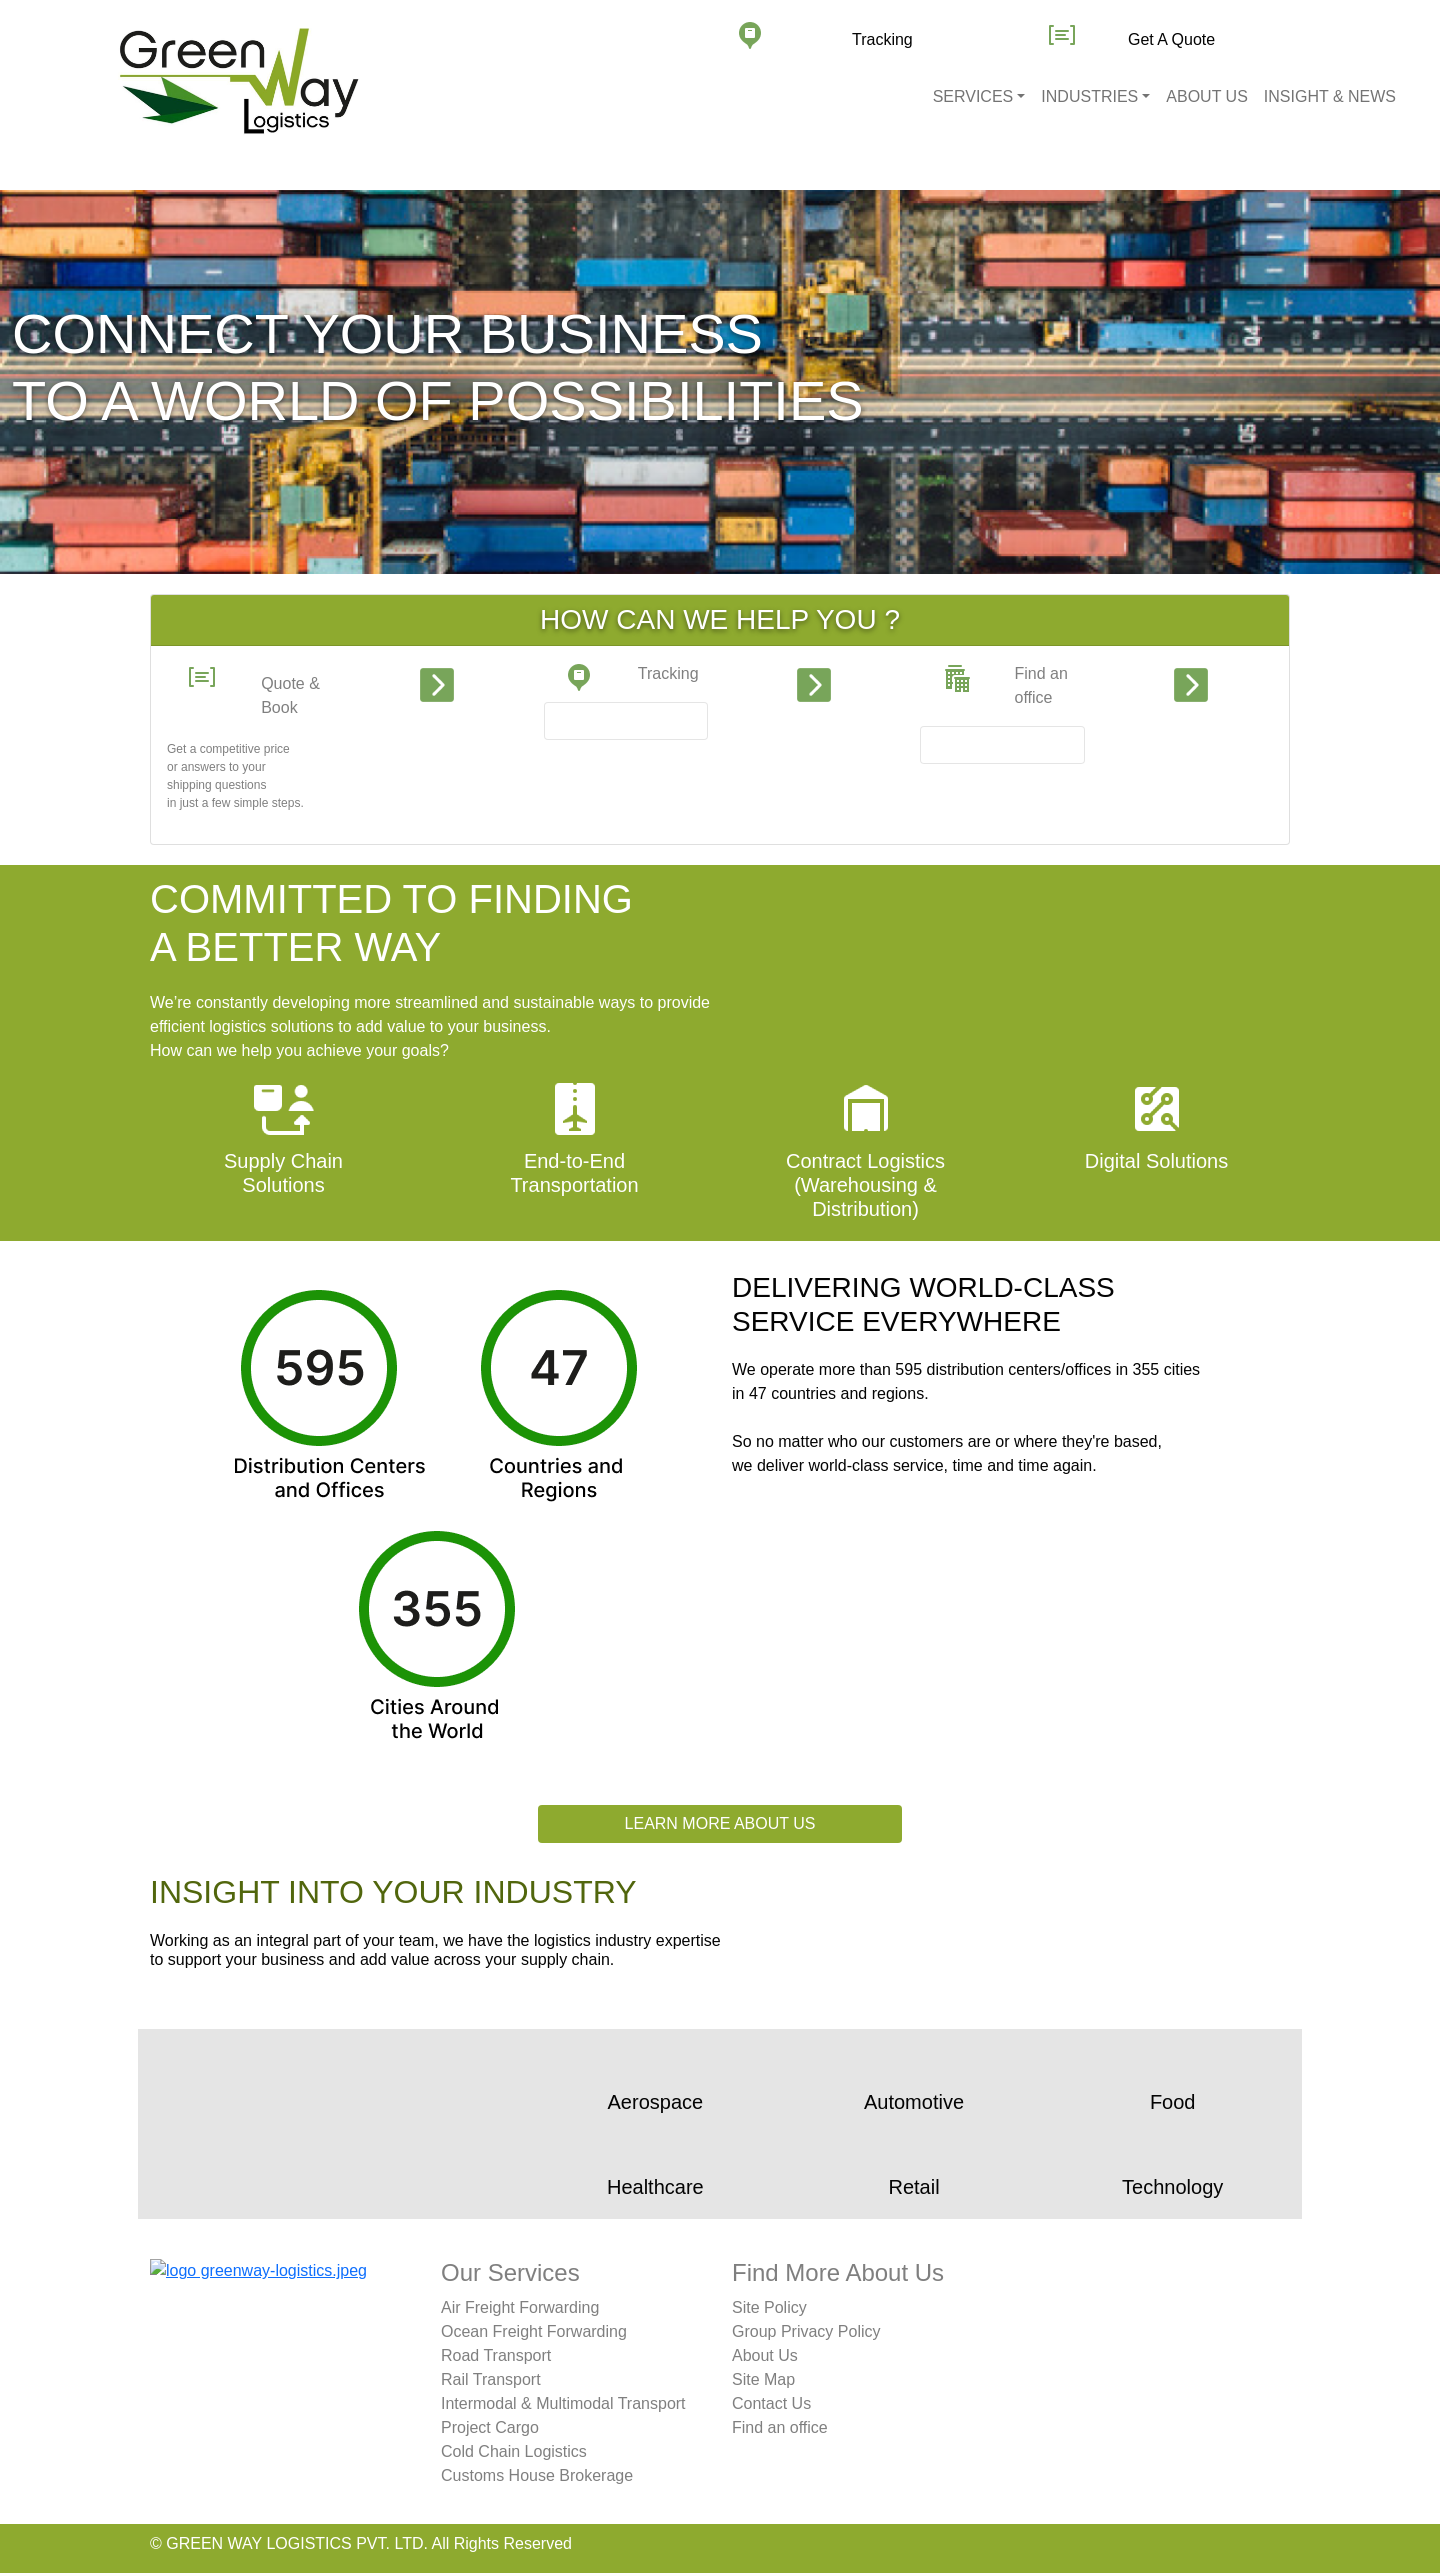 GreenWay
Logistics
Tracking
Get A Quote
SERVICES
INDUSTRIES
ABOUT US
INSIGHT & NEWS
CONNECT YOUR BUSINESS
TO A WORLD OF POSSIBILITIES
HOW CAN WE HELP YOU ?
Quote &
Book
Get a competitive price
or answers to your
shipping questions
in just a few simple steps.
Tracking
Find an
office
COMMITTED TO FINDING
A BETTER WAY
We're constantly developing more streamlined and sustainable ways to provide
efficient logistics solutions to add value to your business.
How can we help you achieve your goals?
Supply Chain
Solutions
End-to-End
Transportation
Contract Logistics
(Warehousing &
Distribution)
Digital Solutions
595
Distribution Centers
and Offices
47
Countries and
Regions
355
Cities Around
the World
DELIVERING WORLD-CLASS
SERVICE EVERYWHERE
We operate more than 595 distribution centers/offices in 355 cities
in 47 countries and regions.
So no matter who our customers are or where they're based,
we deliver world-class service, time and time again.
LEARN MORE ABOUT US
INSIGHT INTO YOUR INDUSTRY
Working as an integral part of your team, we have the logistics industry expertise
to support your business and add value across your supply chain.
Aerospace
Automotive
Food
Healthcare
Retail
Technology
logo greenway-logistics.jpeg
Our Services
Air Freight Forwarding
Ocean Freight Forwarding
Road Transport
Rail Transport
Intermodal & Multimodal Transport
Project Cargo
Cold Chain Logistics
Customs House Brokerage
Find More About Us
Site Policy
Group Privacy Policy
About Us
Site Map
Contact Us
Find an office
© GREEN WAY LOGISTICS PVT. LTD. All Rights Reserved